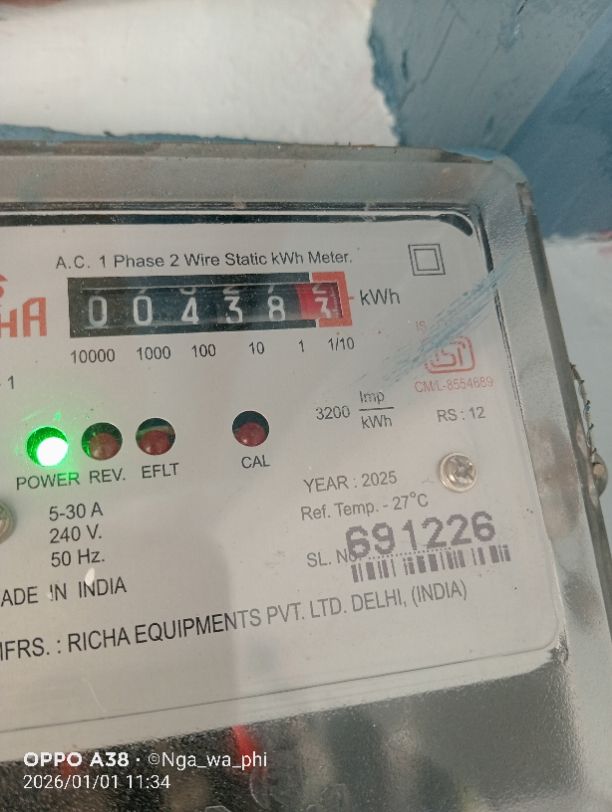 A.C. 1 Phase 2 Wire Static kWh Meter.
0 0 4 3 8 3 kWh
10000 1000 100 10 1 1/10
CM/L-8554689
3200 Imp/kWh
RS : 12
POWER REV. EFLT CAL
5-30 A
240 V.
50 Hz.
YEAR : 2025
Ref. Temp. - 27°C
SL. No 691226
ADE IN INDIA
MFRS. : RICHA EQUIPMENTS PVT. LTD. DELHI, (INDIA)
OPPO A38 · ©Nga_wa_phi
2026/01/01 11:34